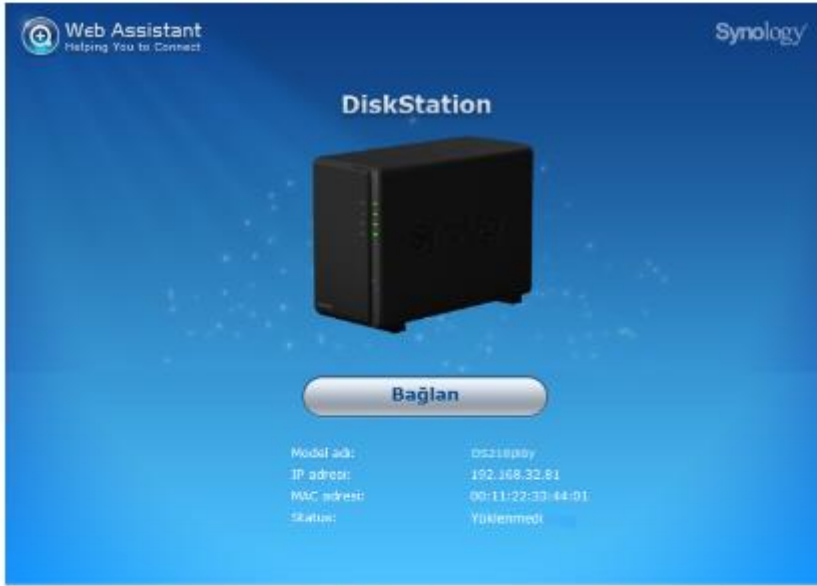 Web Assistant
Helping You to Connect
Synology
DiskStation
Bağlan
Model adı: DS218play
IP adresi: 192.168.32.81
MAC adresi: 00:11:22:33:44:01
Status: Yüklenmedi